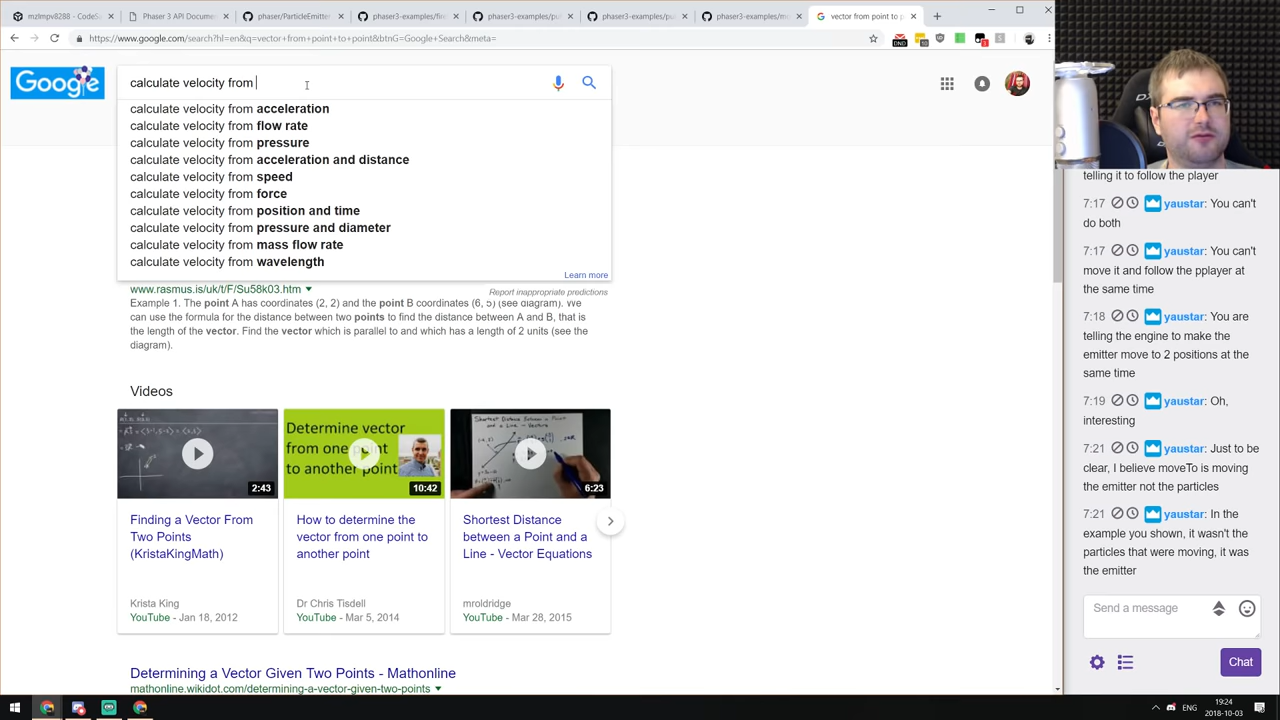 mzlmpv8288 - CodeS
Phaser 3 API Docume
phaser/ParticleEmitter
phaser3-examples/fire
phaser3-examples/pu
phaser3-examples/pu
phaser3-examples/m
vector from point to p
https://www.google.com/search?hl=en&q=vector+from+point+to+point&btnG=Google+Search&meta=
Google
calculate velocity from
calculate velocity from acceleration
calculate velocity from flow rate
calculate velocity from pressure
calculate velocity from acceleration and distance
calculate velocity from speed
calculate velocity from force
calculate velocity from position and time
calculate velocity from pressure and diameter
calculate velocity from mass flow rate
calculate velocity from wavelength
Learn more
Report inappropriate predictions
www.rasmus.is/uk/t/F/Su58k03.htm
Example 1. The point A has coordinates (2, 2) and the point B coordinates (6, 5) (see diagram). We
can use the formula for the distance between two points to find the distance between A and B, that is
the length of the vector. Find the vector which is parallel to and which has a length of 2 units (see the
diagram).
Videos
2:43
Determine vector
from one point
to another point
10:42
Shortest Distance
between a Point and a
Line - Vectors
6:23
Finding a Vector From
Two Points
(KristaKingMath)
Krista King
YouTube - Jan 18, 2012
How to determine the
vector from one point to
another point
Dr Chris Tisdell
YouTube - Mar 5, 2014
Shortest Distance
between a Point and a
Line - Vector Equations
mroldridge
YouTube - Mar 28, 2015
Determining a Vector Given Two Points - Mathonline
mathonline.wikidot.com/determining-a-vector-given-two-points
telling it to follow the player
7:17 yaustar: You can't
do both
7:17 yaustar: You can't
move it and follow the pplayer at
the same time
7:18 yaustar: You are
telling the engine to make the
emitter move to 2 positions at the
same time
7:19 yaustar: Oh,
interesting
7:21 yaustar: Just to be
clear, I believe moveTo is moving
the emitter not the particles
7:21 yaustar: In the
example you shown, it wasn't the
particles that were moving, it was
the emitter
Send a message
Chat
ENG
19:24
2018-10-03